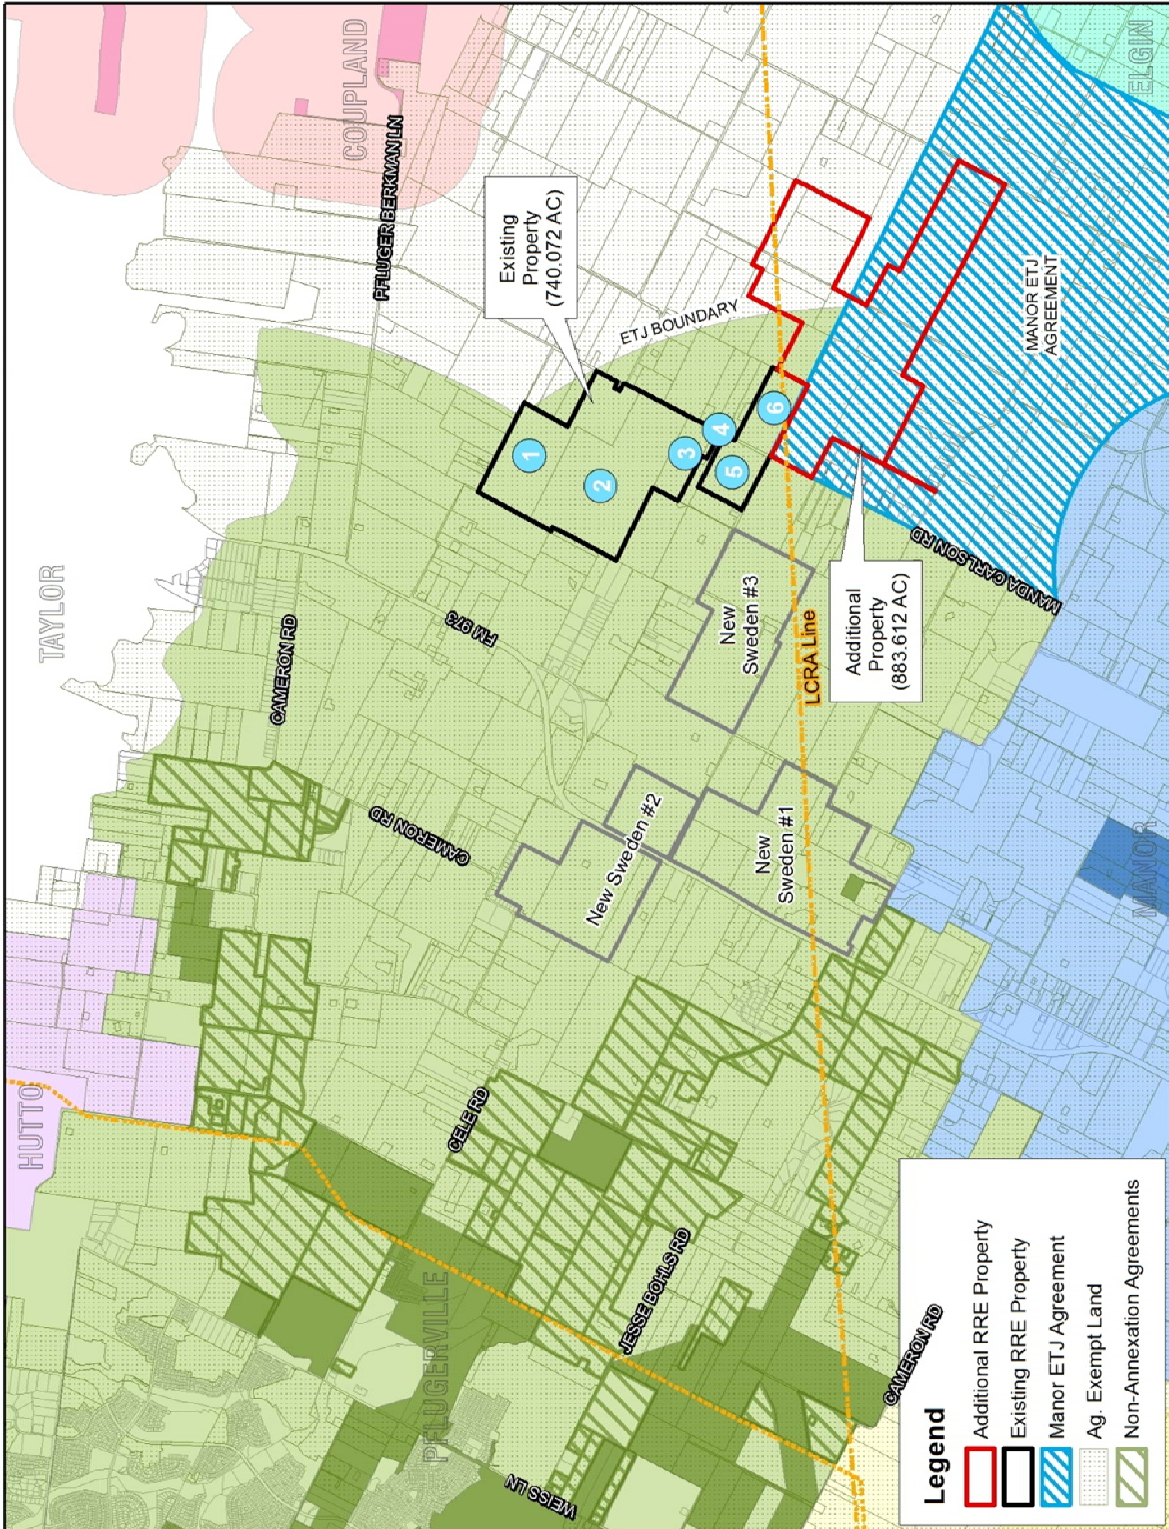 TAYLOR
COUPLAND
ELGIN
HUTTO
PFLUGERVILLE
MANOR
PFLUGER BERKMAN LN
CAMERON RD
CAMERON RD
FM 973
CELE RD
JESSE BOHLS RD
WEISS LN
CAMERON RD
MANDA CARLSON RD
Existing
Property
(740.072 AC)
ETJ BOUNDARY
1
2
3
4
5
6
MANOR ETJ
AGREEMENT
New
Sweden #3
New Sweden #2
New
Sweden #1
LCRA Line
Additional
Property
(883.612 AC)
Legend
Additional RRE Property
Existing RRE Property
Manor ETJ Agreement
Ag. Exempt Land
Non-Annexation Agreements